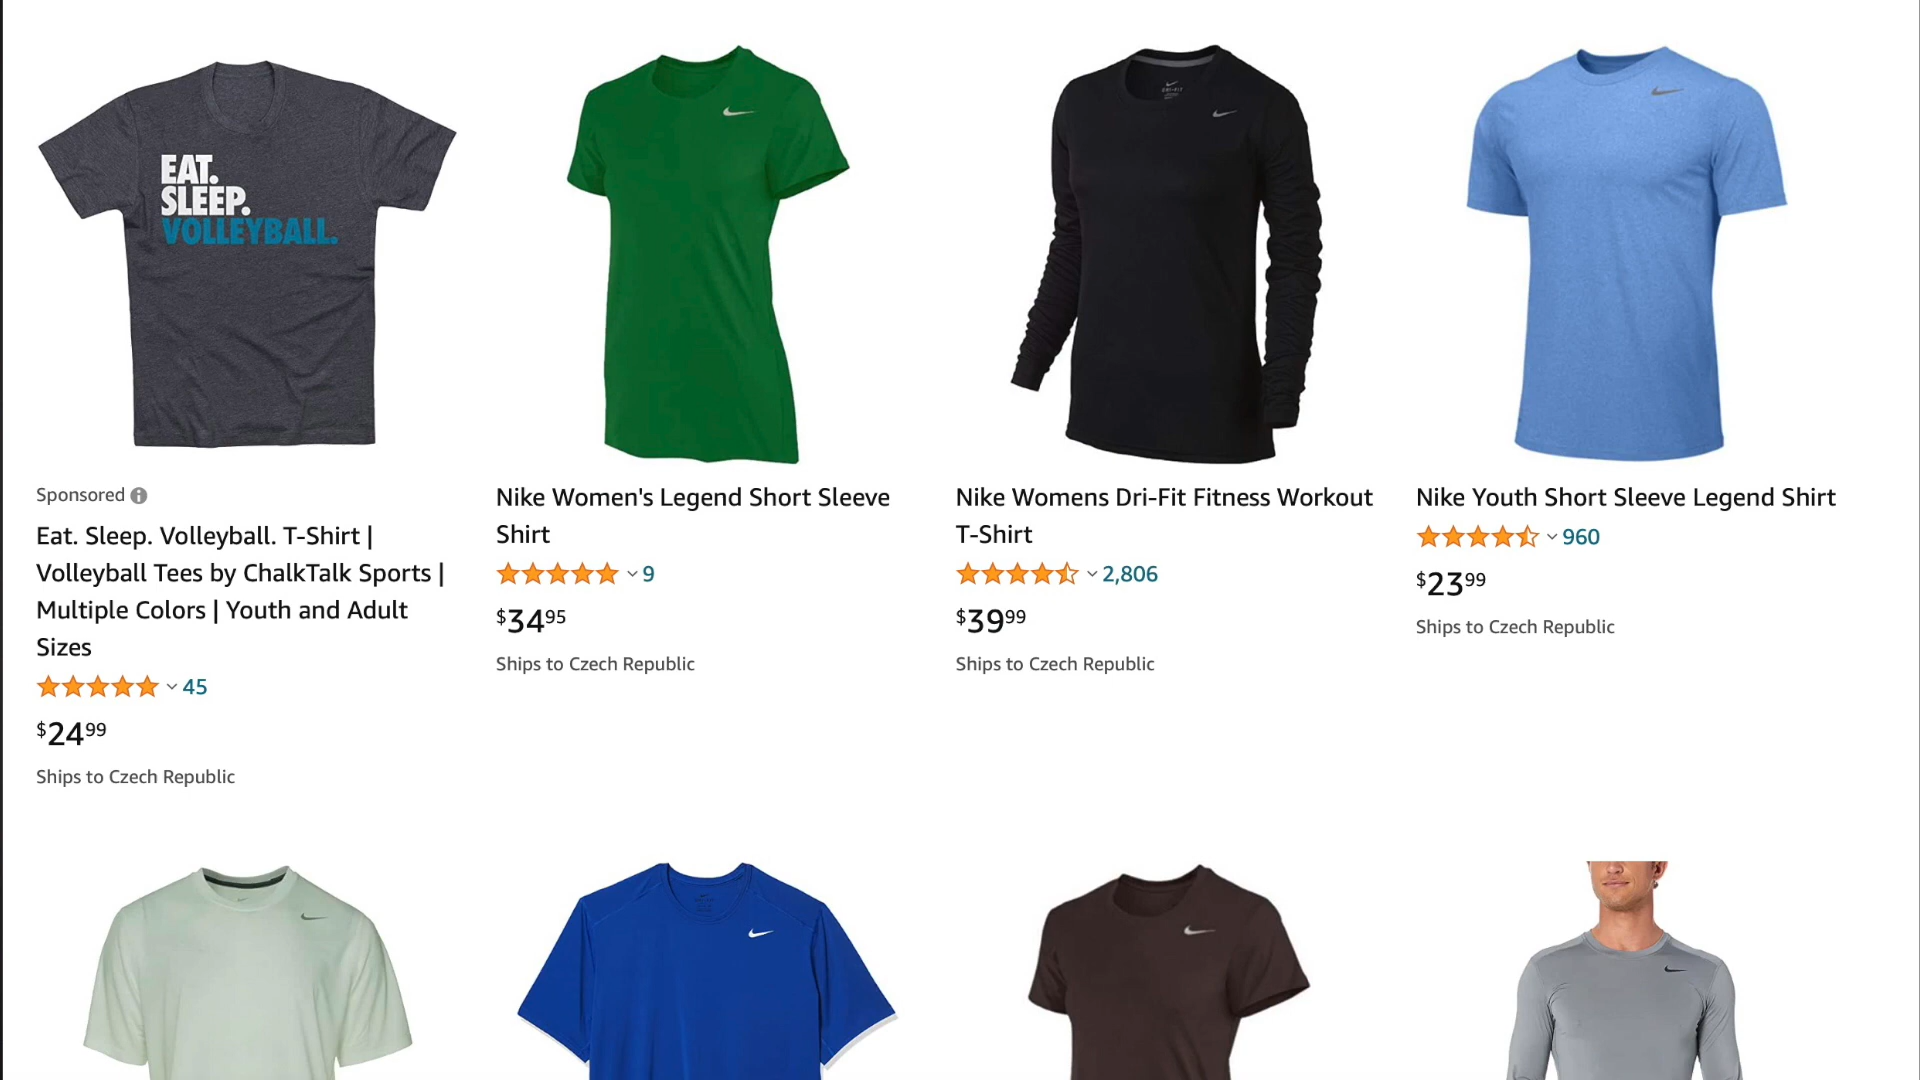 EAT.
SLEEP.
VOLLEYBALL.
Sponsored
Eat. Sleep. Volleyball. T-Shirt |
Volleyball Tees by ChalkTalk Sports |
Multiple Colors | Youth and Adult
Sizes
45
$24.99
Ships to Czech Republic
Nike Women's Legend Short Sleeve
Shirt
9
$34.95
Ships to Czech Republic
DRI-FIT
Nike Womens Dri-Fit Fitness Workout
T-Shirt
2,806
$39.99
Ships to Czech Republic
Nike Youth Short Sleeve Legend Shirt
960
$23.99
Ships to Czech Republic